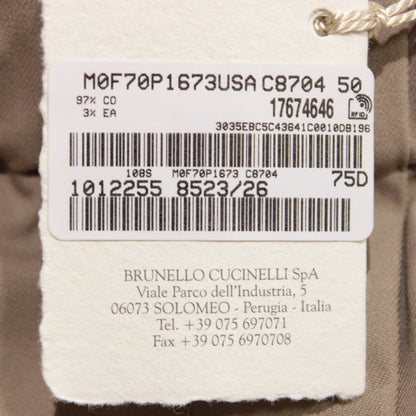 M0F70P1673USA C8704 50
97% CO
3% EA
17674646
RFID
3035EBC5C43641C0010DB196
108S M0F70P1673 C8704
75D
1012255 8523/26
BRUNELLO CUCINELLI SpA
Viale Parco dell'Industria, 5
06073 SOLOMEO - Perugia - Italia
Tel. +39 075 697071
Fax +39 075 6970708